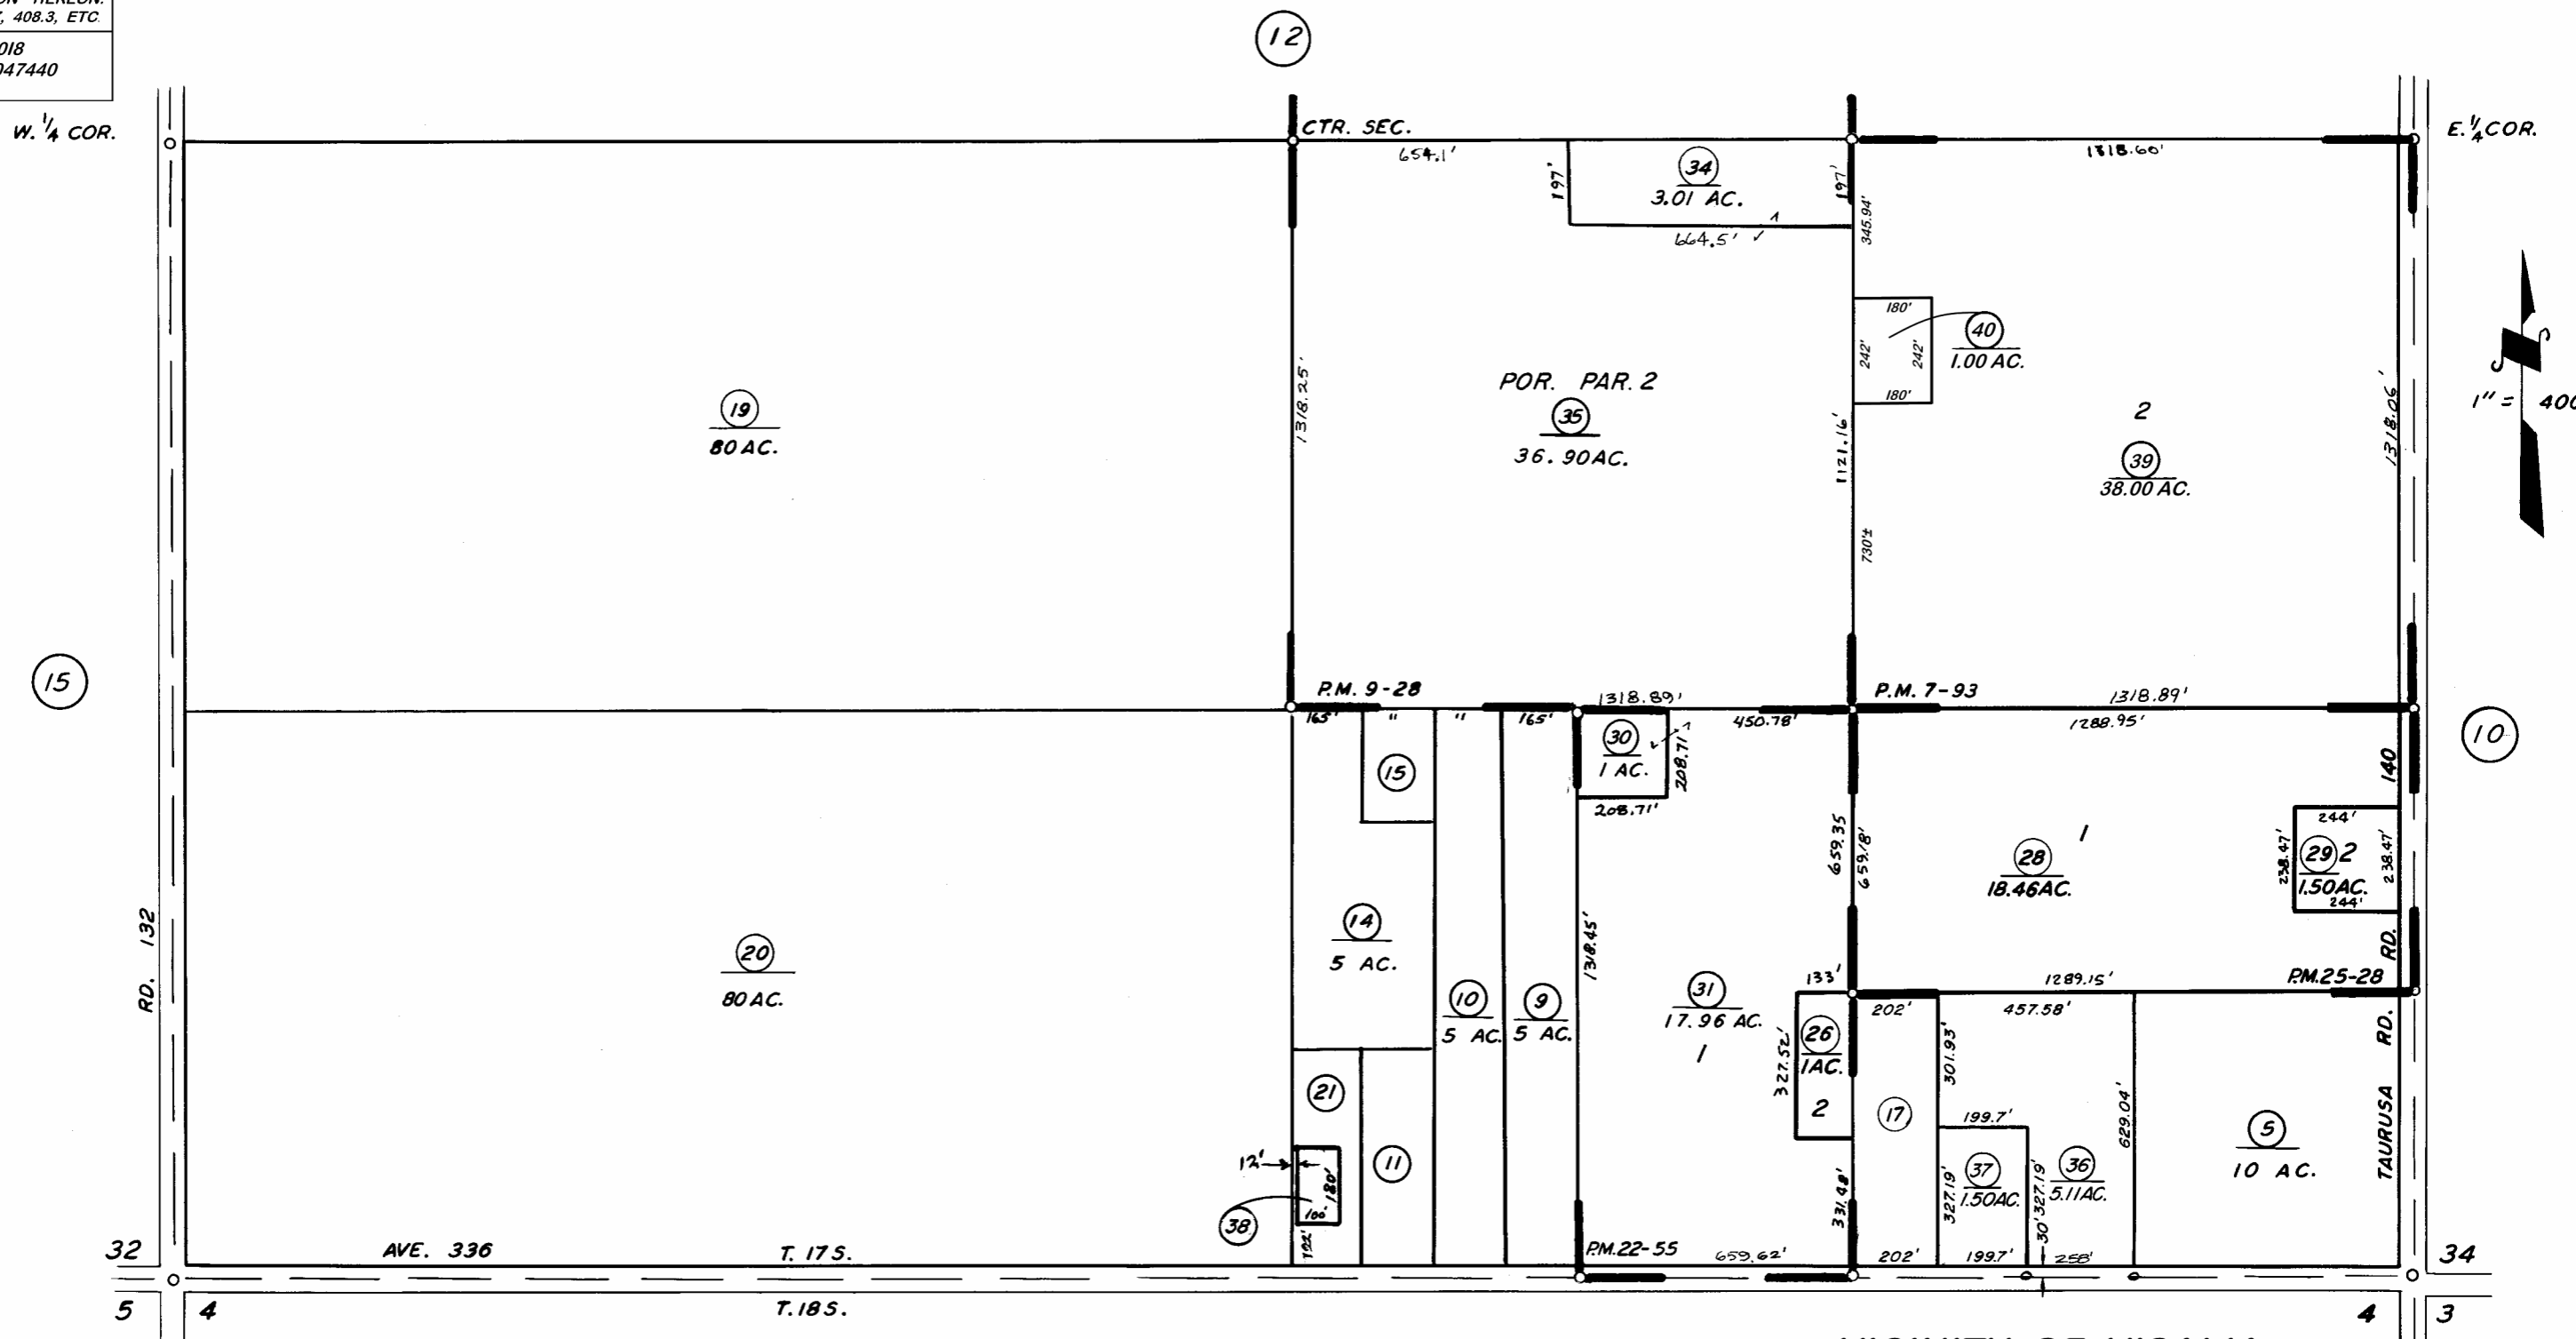 HEREON.
, 408.3, ETC.
018
047440
12
W. 1/4 COR.
CTR. SEC.
E. 1/4 COR.
654.1'
1318.60'
197'
34
3.01 AC.
197'
345.94'
664.5'
180'
40
1.00 AC.
242'
242'
180'
1" = 400
POR. PAR. 2
35
36.90 AC.
19
80 AC.
1318.25'
1121.16'
2
39
38.00 AC.
1318.06'
730'±
15
P.M. 9-28
1318.89'
P.M. 7-93
1318.89'
165'
"
"
165'
450.78'
1288.95'
10
15
30
1 AC.
208.71'
208.71'
140
659.35
659.18'
28
1
18.46 AC.
244'
238.47'
29
2
238.47'
1.50 AC.
244'
RD. 132
20
80 AC.
14
5 AC.
1318.45'
RD.
133'
1289.15'
P.M. 25-28
10
5 AC.
9
5 AC.
31
17.96 AC.
1
202'
457.58'
26
1 AC.
2
327.52'
301.93'
17
199.7'
629.04'
TAURUSA RD.
5
10 AC.
21
11
12'
180'
100'
38
122'
37
1.50 AC.
327.19'
327.19'
36
5.11 AC.
30'
331.48'
32
AVE. 336
T. 17 S.
P.M. 22-55
659.62'
202'
199.7'
258'
34
5
4
T. 18 S.
4
3